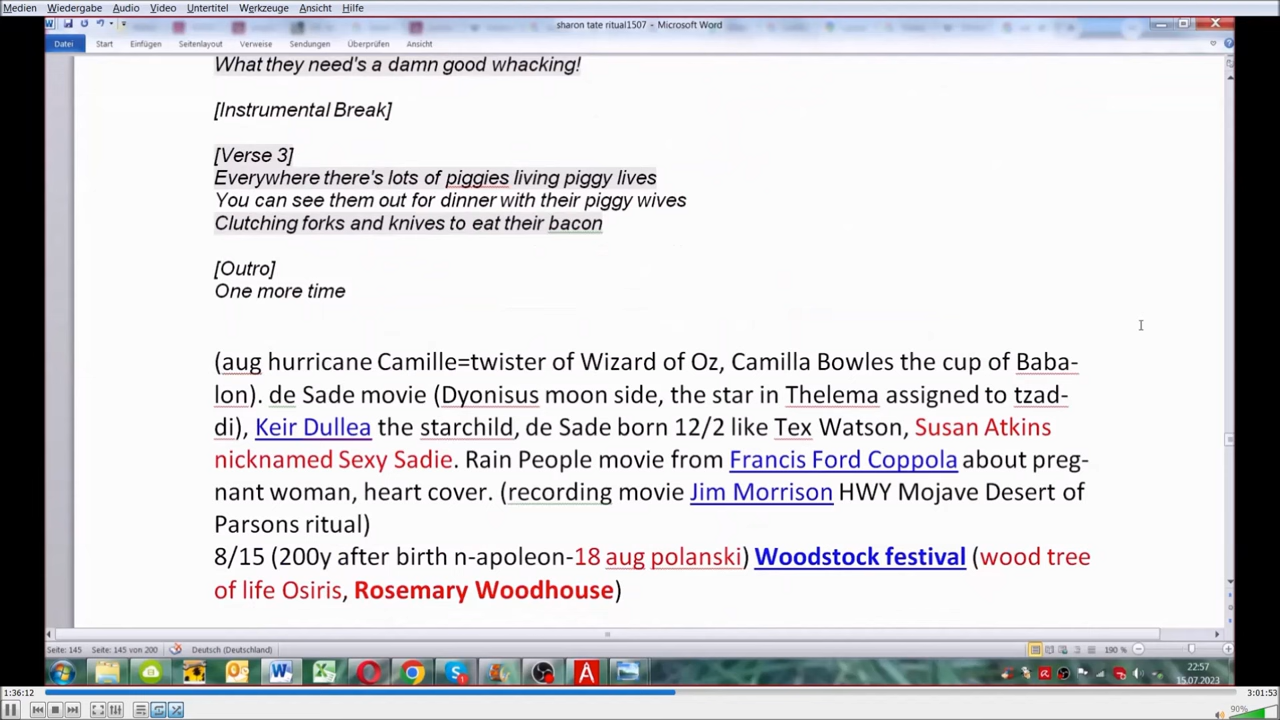 Medien Wiedergabe Audio Video Untertitel Werkzeuge Ansicht Hilfe
sharon tate ritual1507 - Microsoft Word
Datei Start Einfügen Seitenlayout Verweise Sendungen Überprüfen Ansicht
What they need's a damn good whacking!
[Instrumental Break]
[Verse 3]
Everywhere there's lots of piggies living piggy lives
You can see them out for dinner with their piggy wives
Clutching forks and knives to eat their bacon
[Outro]
One more time
(aug hurricane Camille=twister of Wizard of Oz, Camilla Bowles the cup of Baba-
lon). de Sade movie (Dyonisus moon side, the star in Thelema assigned to tzad-
di), Keir Dullea the starchild, de Sade born 12/2 like Tex Watson, Susan Atkins
nicknamed Sexy Sadie. Rain People movie from Francis Ford Coppola about preg-
nant woman, heart cover. (recording movie Jim Morrison HWY Mojave Desert of
Parsons ritual)
8/15 (200y after birth n-apoleon-18 aug polanski) Woodstock festival (wood tree
of life Osiris, Rosemary Woodhouse)
Seite: 145 Seite: 145 von 200 Deutsch (Deutschland) 190 %
22:57
15.07.2023
1:36:12 3:01:53
90%